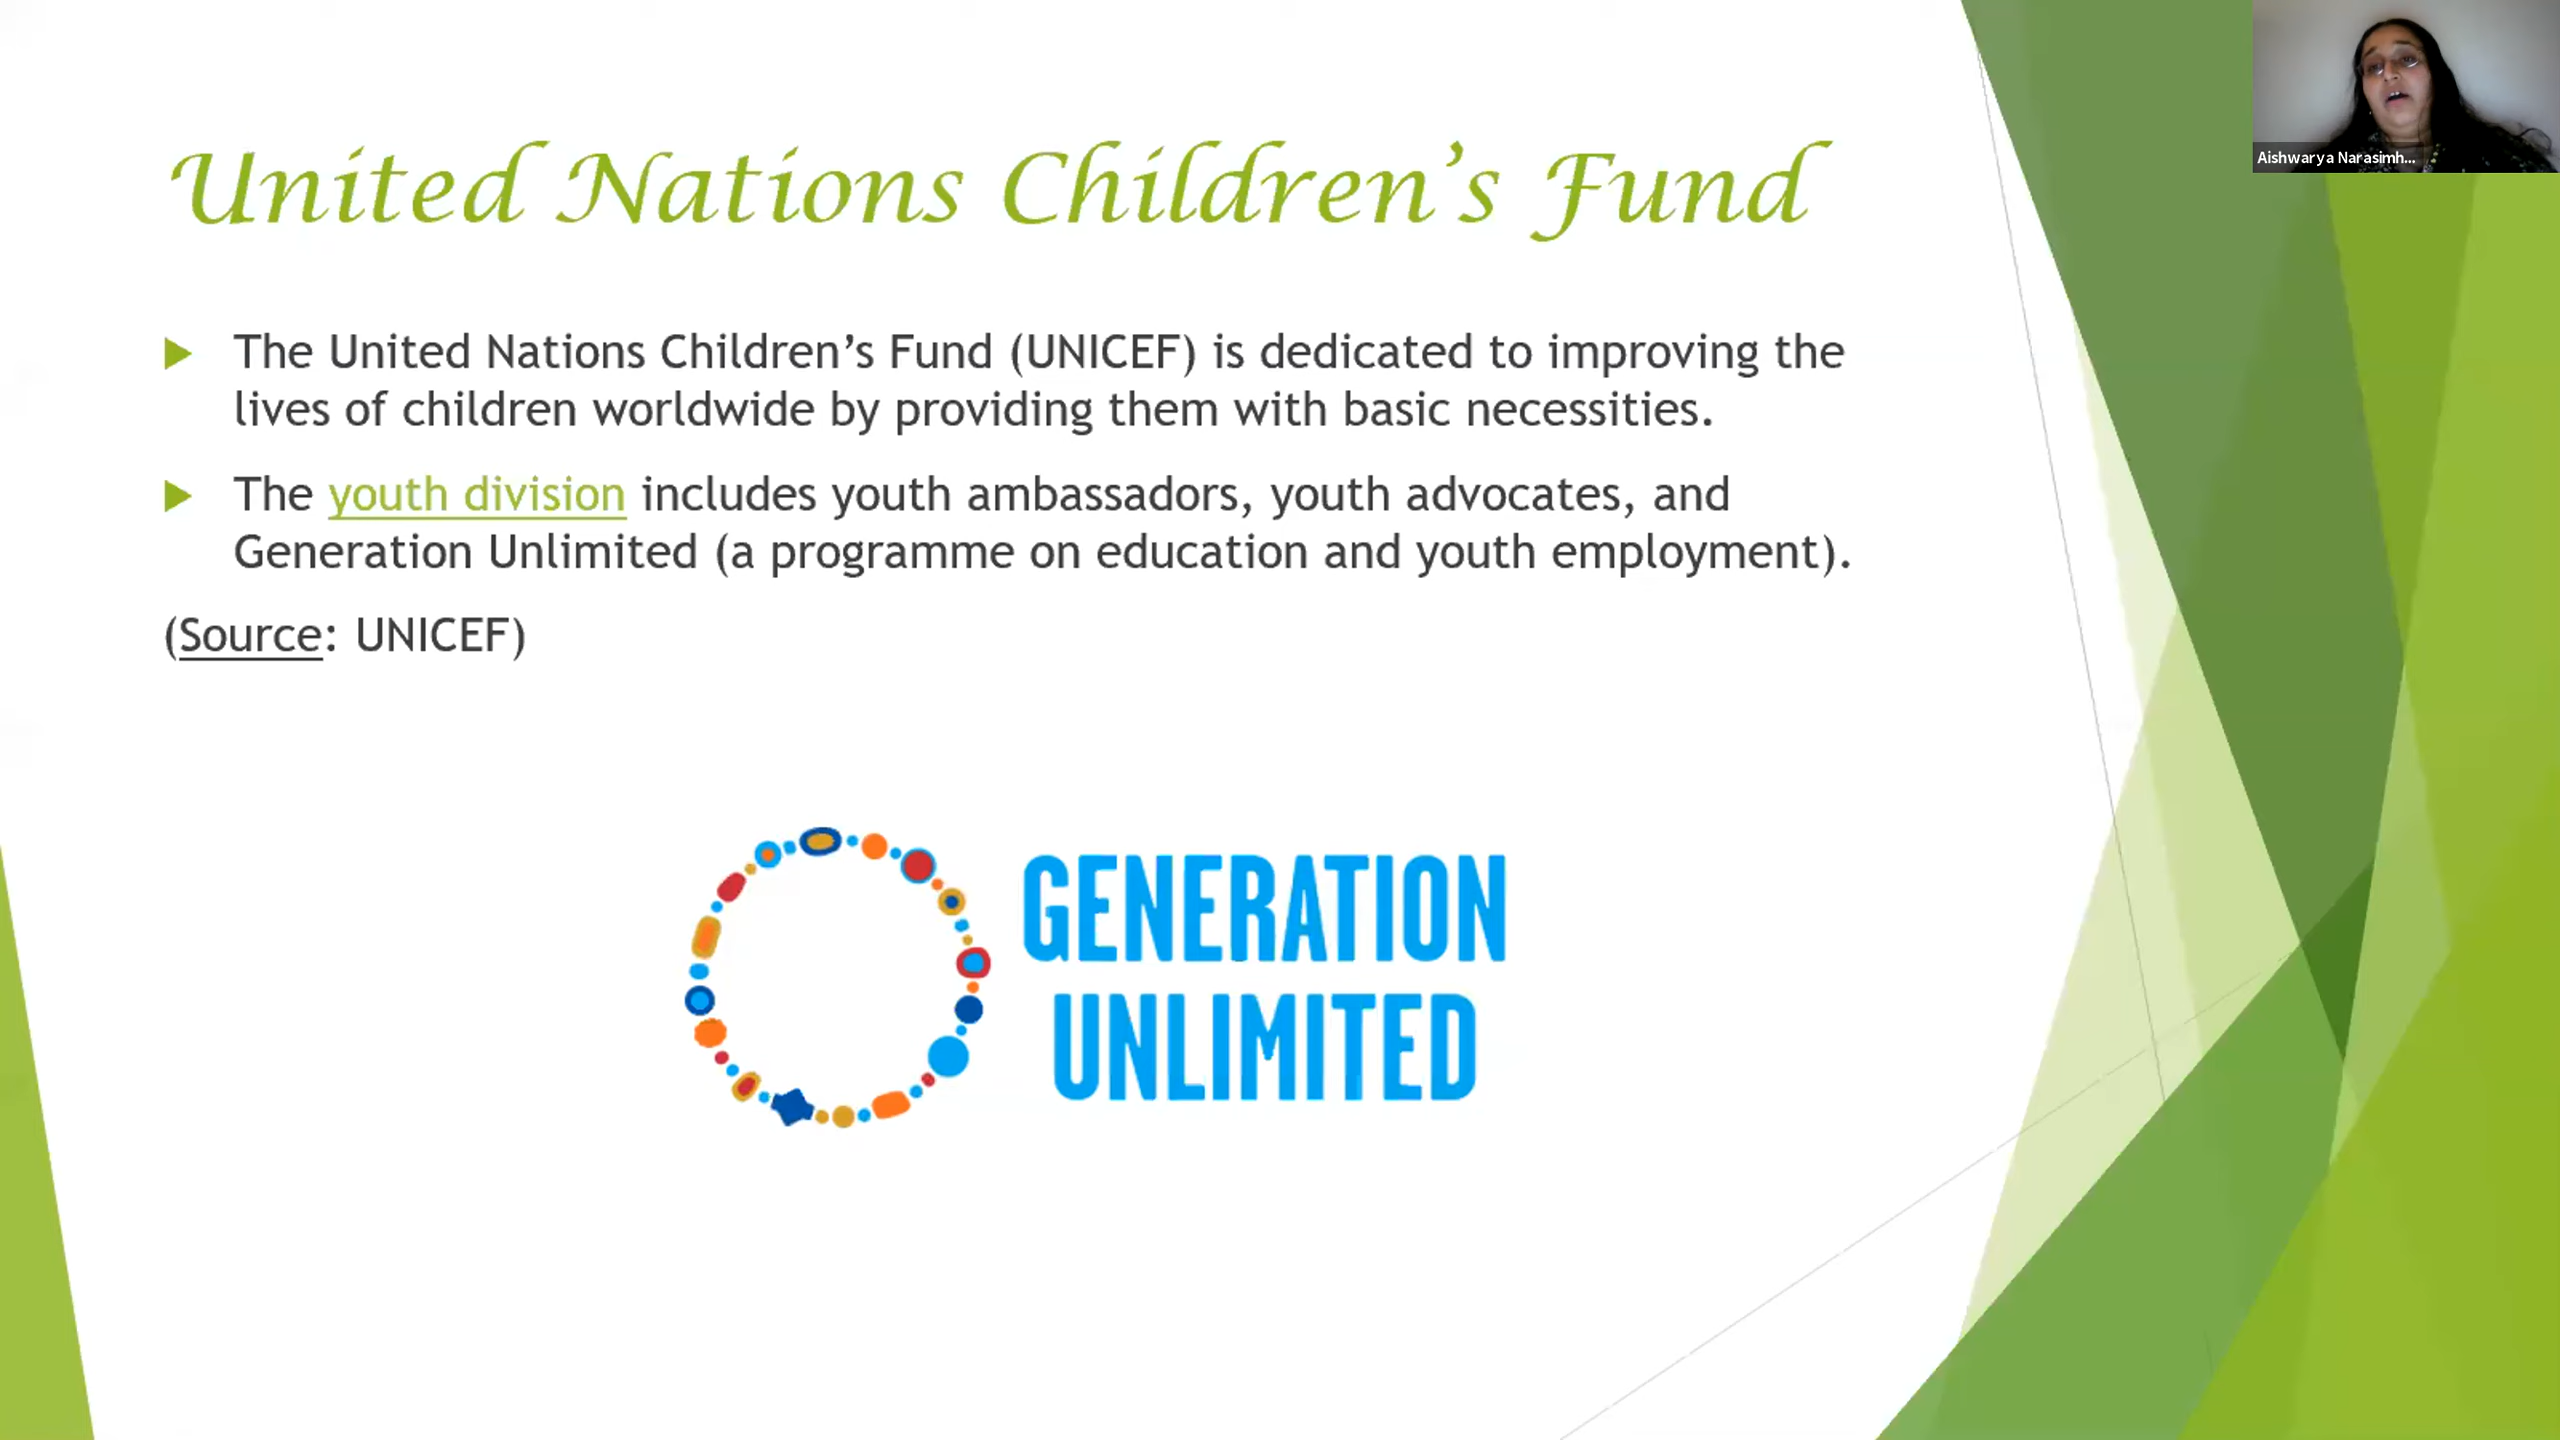 United Nations Children’s Fund
The United Nations Children’s Fund (UNICEF) is dedicated to improving the
lives of children worldwide by providing them with basic necessities.
The youth division includes youth ambassadors, youth advocates, and
Generation Unlimited (a programme on education and youth employment).
(Source: UNICEF)
GENERATION
UNLIMITED
Aishwarya Narasimh...